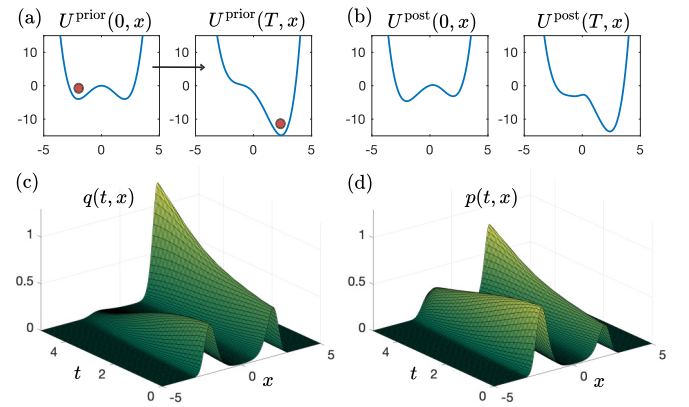 (a) U^prior(0, x) U^prior(T, x) (b) U^post(0, x) U^post(T, x)
10 10 10 10
0 0 0 0
-10 -10 -10 -10
-5 0 5 -5 0 5 -5 0 5 -5 0 5
(c) q(t, x) (d) p(t, x)
1 1
0.5 0.5
0 0
4 5 4 5
t 2 0 x t 2 0 x
0 -5 0 -5